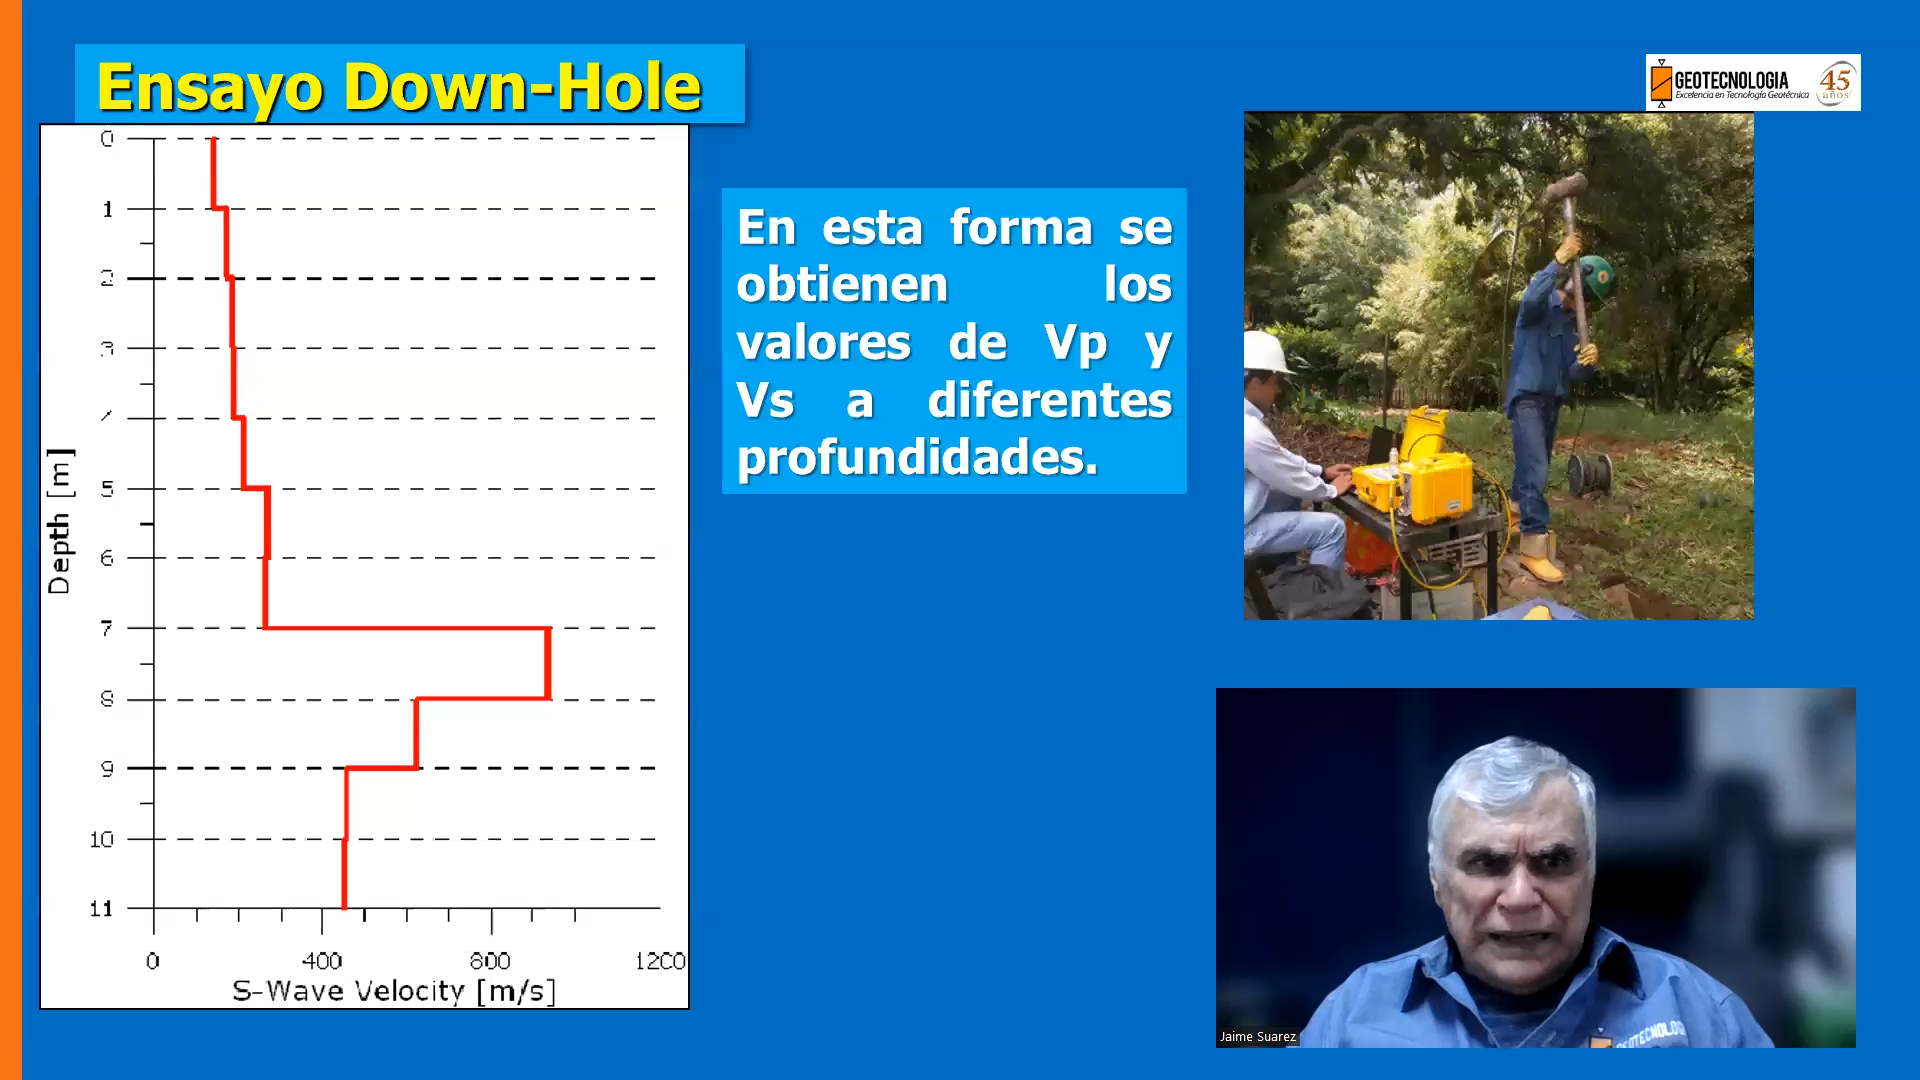 Ensayo Down-Hole
GEOTECNOLOGIA
Excelencia en Tecnología Geotécnica
45
años
0
1
2
3
4
5
6
7
8
9
10
11
Depth [m]
0
400
800
1200
S-Wave Velocity [m/s]
En esta forma se
obtienen los
valores de Vp y
Vs a diferentes
profundidades.
Jaime Suarez